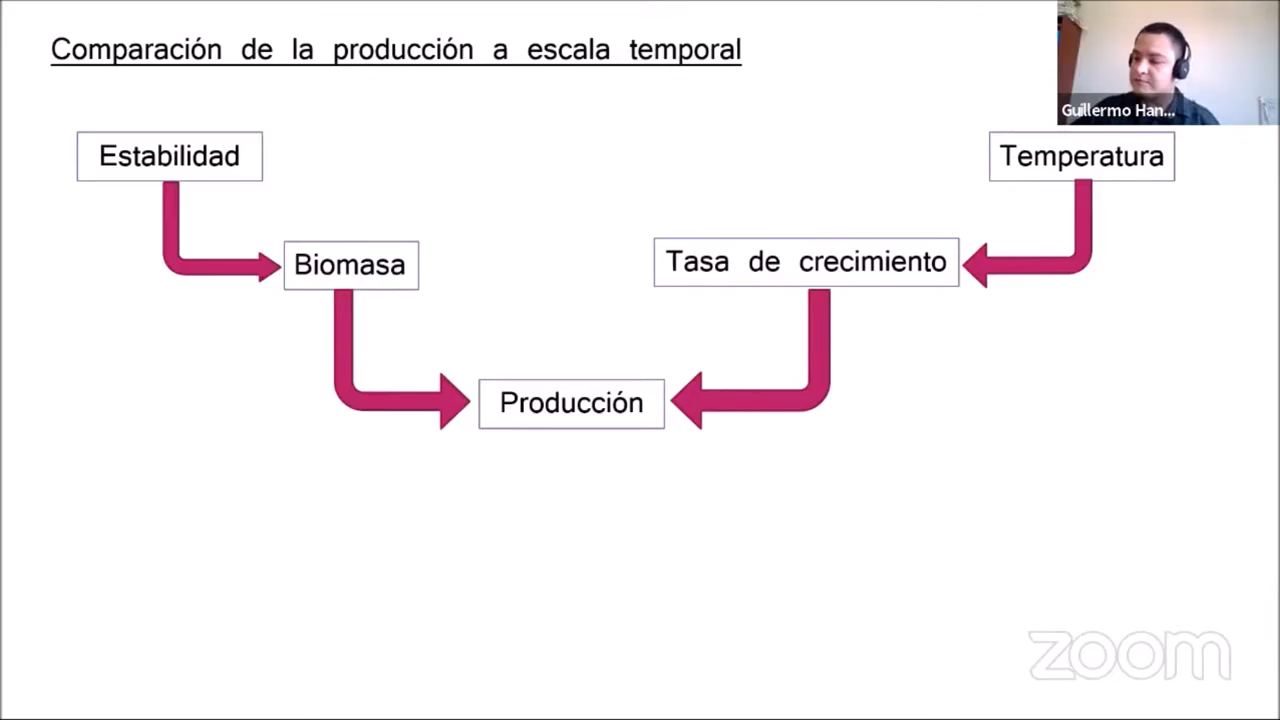 Comparación de la producción a escala temporal
Guillermo Han...
Estabilidad
Temperatura
Biomasa
Tasa de crecimiento
Producción
zoom